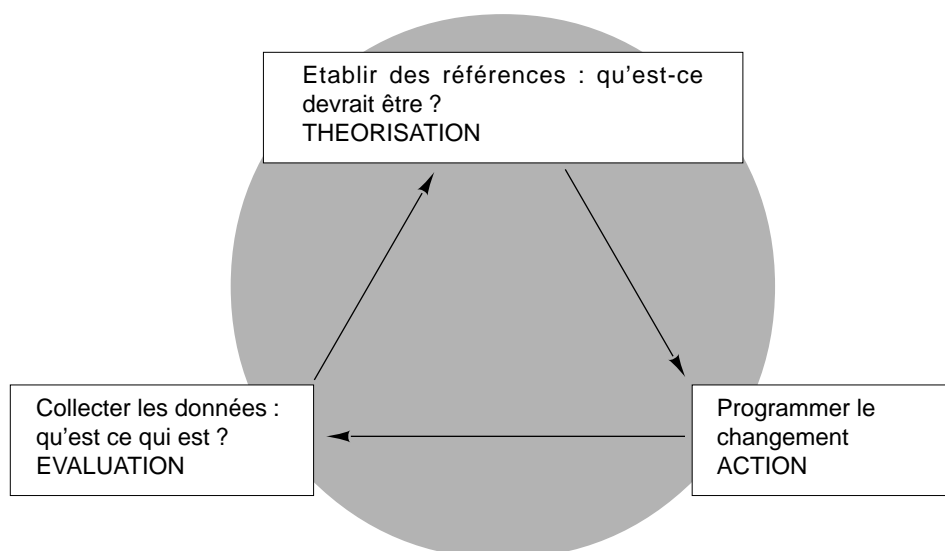 Etablir des références : qu'est-ce
devrait être ?
THEORISATION
Collecter les données :
qu'est ce qui est ?
EVALUATION
Programmer le
changement
ACTION